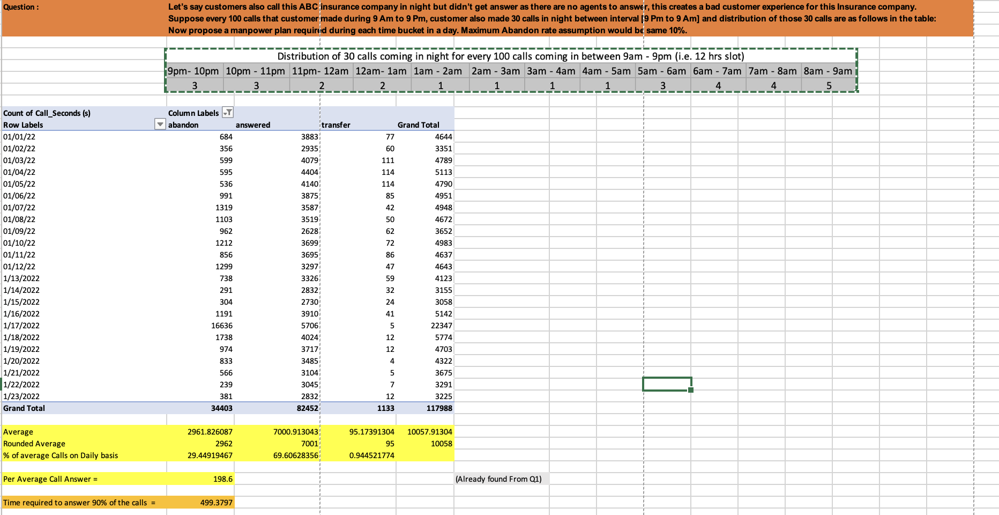 Question : Let's say customers also call this ABC insurance company in night but didn't get answer as there are no agents to answer, this creates a bad customer experience for this Insurance company.
Suppose every 100 calls that customer made during 9 Am to 9 Pm, customer also made 30 calls in night between interval [9 Pm to 9 Am] and distribution of those 30 calls are as follows in the table:
Now propose a manpower plan required during each time bucket in a day. Maximum Abandon rate assumption would be same 10%.
Distribution of 30 calls coming in night for every 100 calls coming in between 9am - 9pm (i.e. 12 hrs slot)
9pm- 10pm 10pm - 11pm 11pm- 12am 12am- 1am 1am - 2am 2am - 3am 3am - 4am 4am - 5am 5am - 6am 6am - 7am 7am - 8am 8am - 9am
3 3 2 2 1 1 1 1 3 4 4 5
Count of Call_Seconds (s) Column Labels
Row Labels abandon answered transfer Grand Total
01/01/22 684 3883 77 4644
01/02/22 356 2935 60 3351
01/03/22 599 4079 111 4789
01/04/22 595 4404 114 5113
01/05/22 536 4140 114 4790
01/06/22 991 3875 85 4951
01/07/22 1319 3587 42 4948
01/08/22 1103 3519 50 4672
01/09/22 962 2628 62 3652
01/10/22 1212 3699 72 4983
01/11/22 856 3695 86 4637
01/12/22 1299 3297 47 4643
1/13/2022 738 3326 59 4123
1/14/2022 291 2832 32 3155
1/15/2022 304 2730 24 3058
1/16/2022 1191 3910 41 5142
1/17/2022 16636 5706 5 22347
1/18/2022 1738 4024 12 5774
1/19/2022 974 3717 12 4703
1/20/2022 833 3485 4 4322
1/21/2022 566 3104 5 3675
1/22/2022 239 3045 7 3291
1/23/2022 381 2832 12 3225
Grand Total 34403 82452 1133 117988
Average 2961.826087 7000.913043 95.17391304 10057.91304
Rounded Average 2962 7001 95 10058
% of average Calls on Daily basis 29.44919467 69.60628356 0.944521774
Per Average Call Answer = 198.6 (Already found From Q1)
Time required to answer 90% of the calls = 499.3797